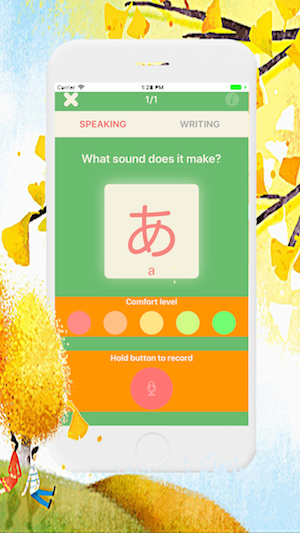 Carrier 1:28 PM
1/1
SPEAKING WRITING
What sound does it make?
あ
a
Comfort level
Hold button to record